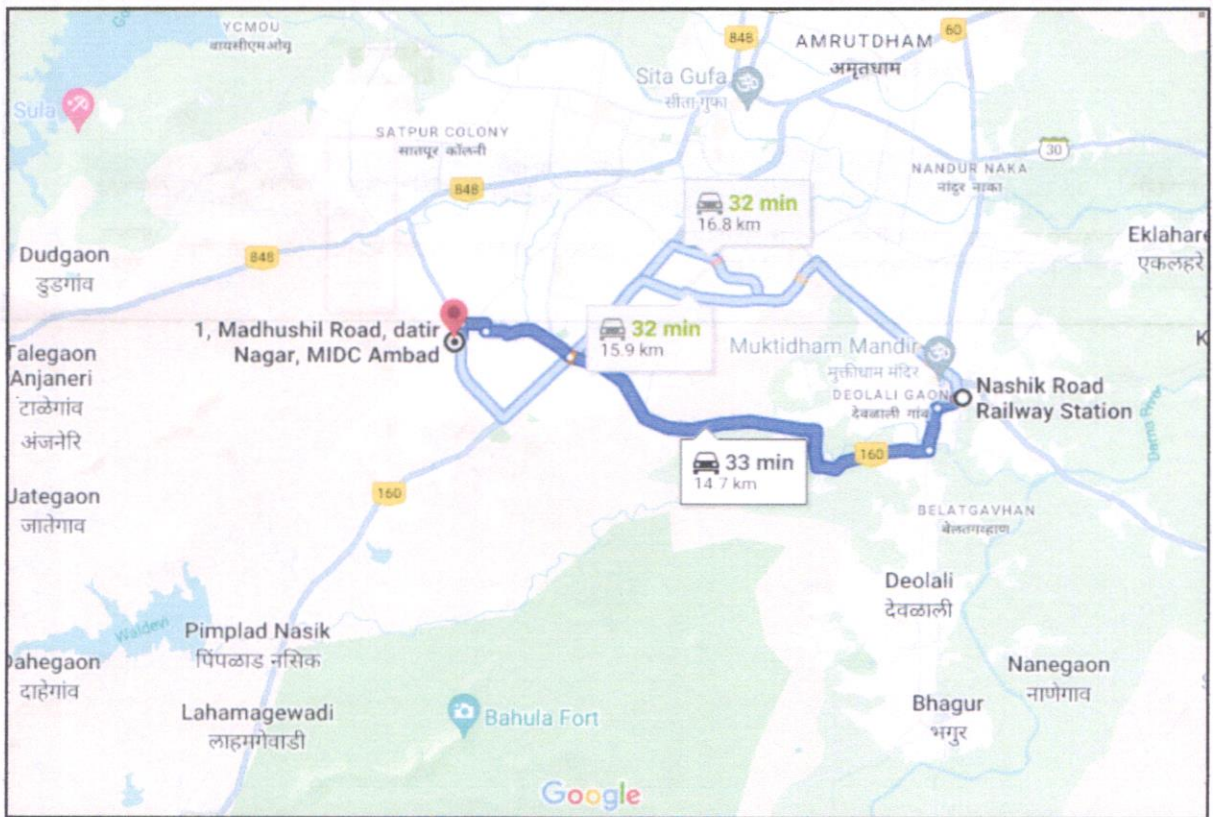 YCMOU
वायसीएमओयू
848
AMRUTDHAM
अमृतधाम
60
Sita Gufa
सीता गुफा
Sula
SATPUR COLONY
सातपूर कॉलनी
30
NANDUR NAKA
नांदूर नाका
848
32 min
16.8 km
Eklahare
एकलहरे
Dudgaon
डुडगांव
848
1, Madhushil Road, datir
Nagar, MIDC Ambad
32 min
15.9 km
Muktidham Mandir
मुक्तीधाम मंदिर
Talegaon
Anjaneri
टाळेगांव
अंजनेरि
K
DEOLALI GAON
देवळाली गांव
Nashik Road
Railway Station
Darna River
33 min
14.7 km
160
160
Jategaon
जातेगाव
BELATGAVHAN
बेलतगव्हाण
Deolali
देवळाली
Waldevi
Pimplad Nasik
पिंपळाड नसिक
Dahegaon
दाहेगांव
Nanegaon
नाणेगाव
Lahamagewadi
लाहमगेवाडी
Bahula Fort
Bhagur
भगुर
Google